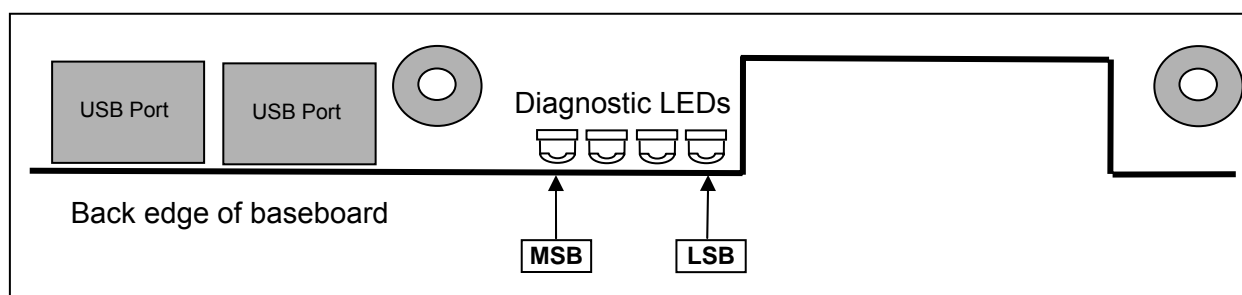 USB Port
USB Port
Diagnostic LEDs
Back edge of baseboard
MSB
LSB